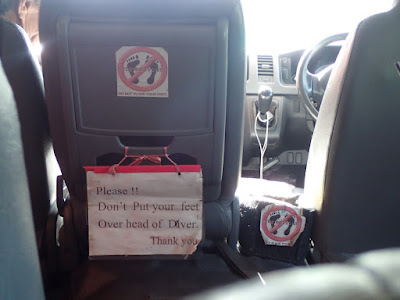 Please !!
Don't Put your feet
Over head of Diver.
Thank you